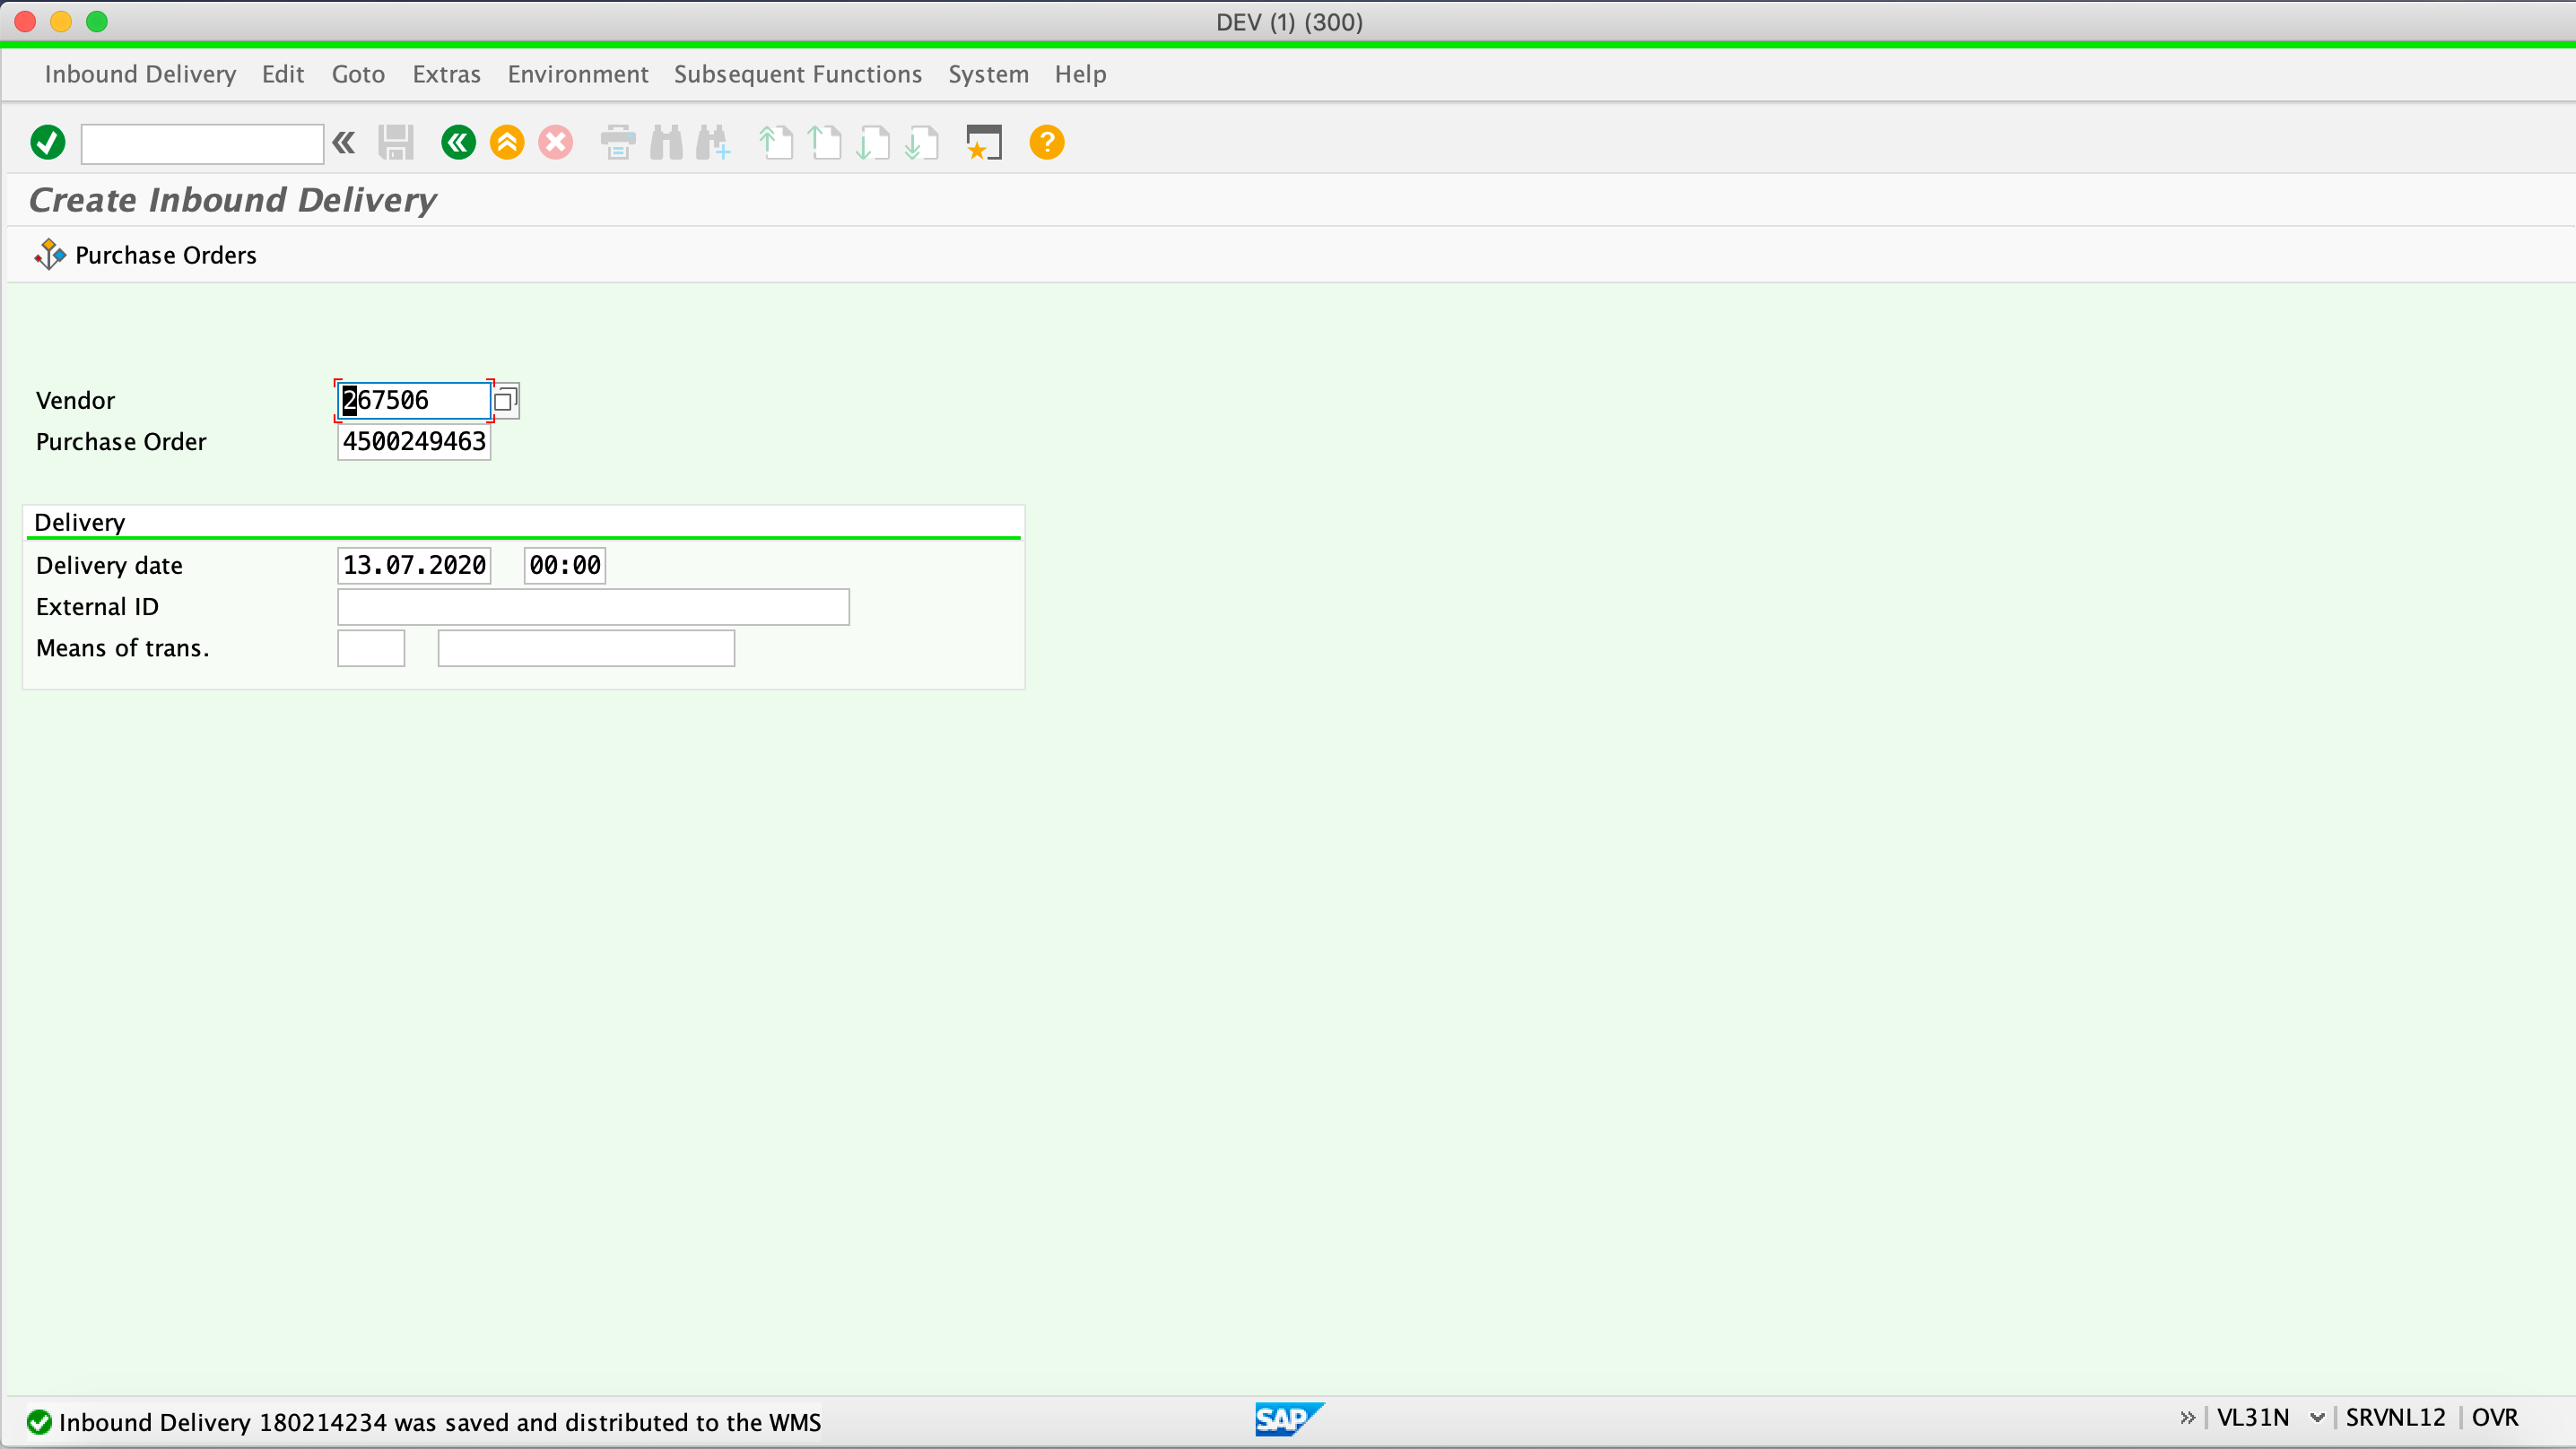 DEV (1) (300)
Inbound Delivery Edit Goto Extras Environment Subsequent Functions System Help
Create Inbound Delivery
Purchase Orders
Vendor 267506
Purchase Order 4500249463
Delivery
Delivery date 13.07.2020 00:00
External ID
Means of trans.
Inbound Delivery 180214234 was saved and distributed to the WMS SAP VL31N SRVNL12 OVR